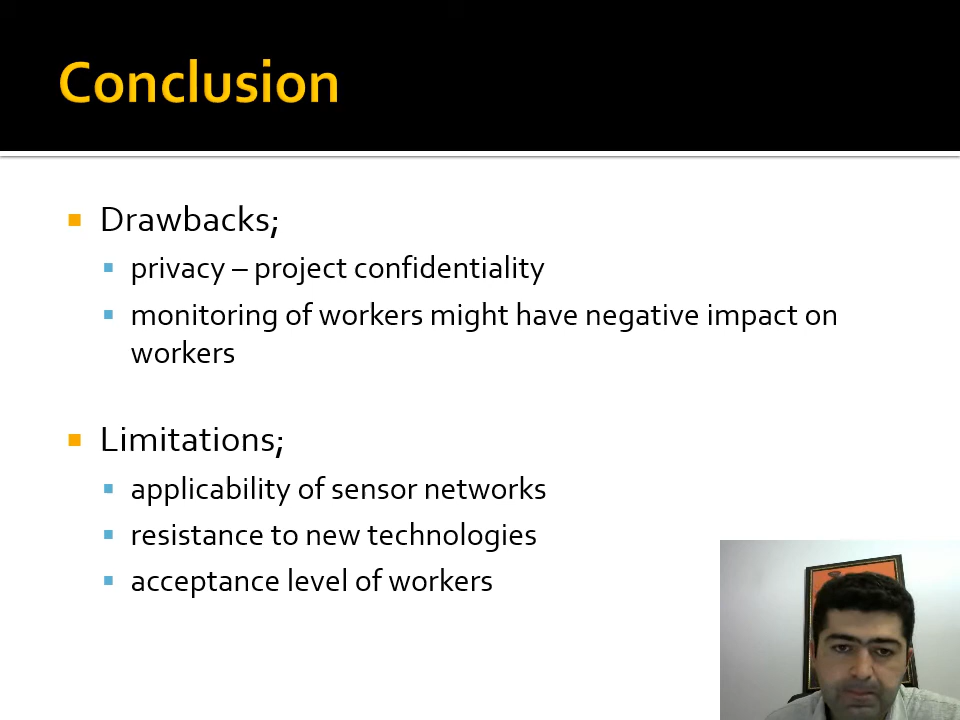 Conclusion
Drawbacks;
privacy – project confidentiality
monitoring of workers might have negative impact on
workers
Limitations;
applicability of sensor networks
resistance to new technologies
acceptance level of workers